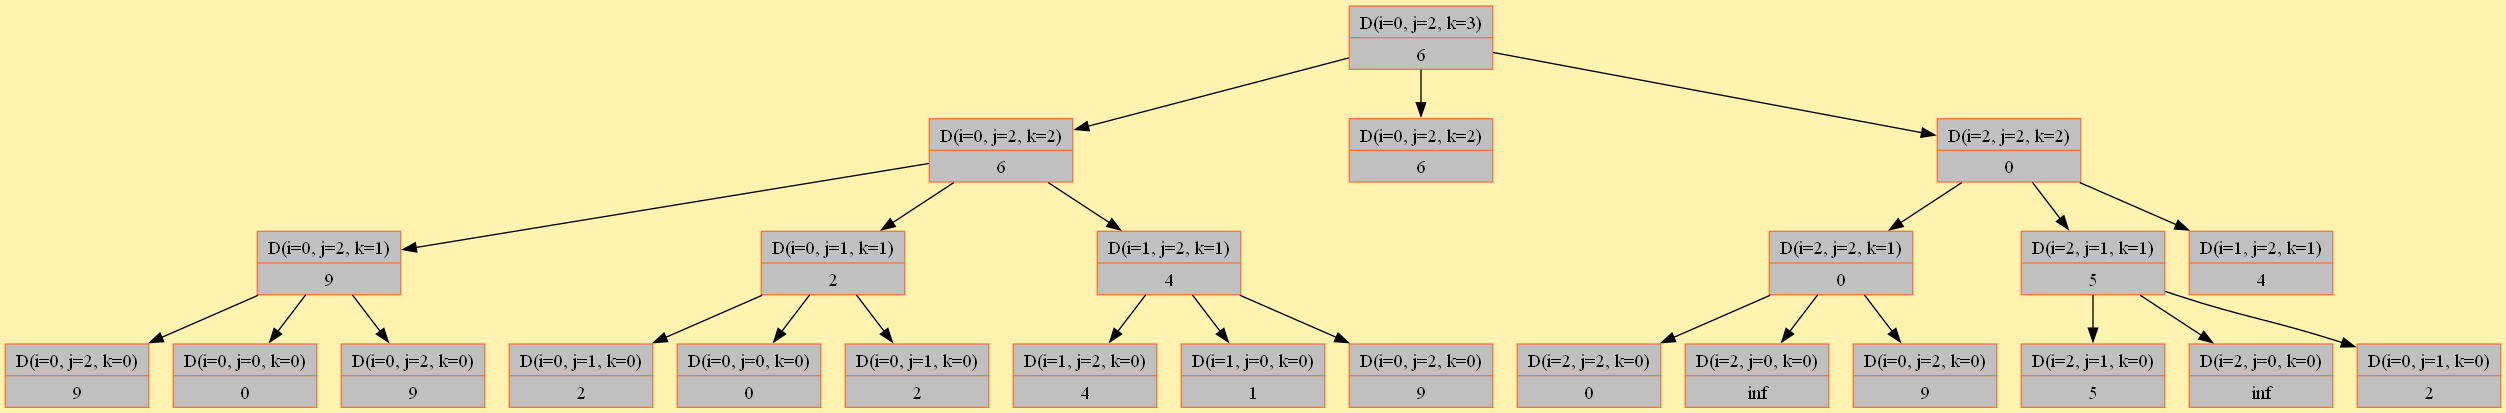 D(i=0, j=2, k=3)
6
D(i=0, j=2, k=2)
6
D(i=0, j=2, k=2)
6
D(i=2, j=2, k=2)
0
D(i=0, j=2, k=1)
9
D(i=0, j=1, k=1)
2
D(i=1, j=2, k=1)
4
D(i=2, j=2, k=1)
0
D(i=2, j=1, k=1)
5
D(i=1, j=2, k=1)
4
D(i=0, j=2, k=0)
9
D(i=0, j=0, k=0)
0
D(i=0, j=2, k=0)
9
D(i=0, j=1, k=0)
2
D(i=0, j=0, k=0)
0
D(i=0, j=1, k=0)
2
D(i=1, j=2, k=0)
4
D(i=1, j=0, k=0)
1
D(i=0, j=2, k=0)
9
D(i=2, j=2, k=0)
0
D(i=2, j=0, k=0)
inf
D(i=0, j=2, k=0)
9
D(i=2, j=1, k=0)
5
D(i=2, j=0, k=0)
inf
D(i=0, j=1, k=0)
2